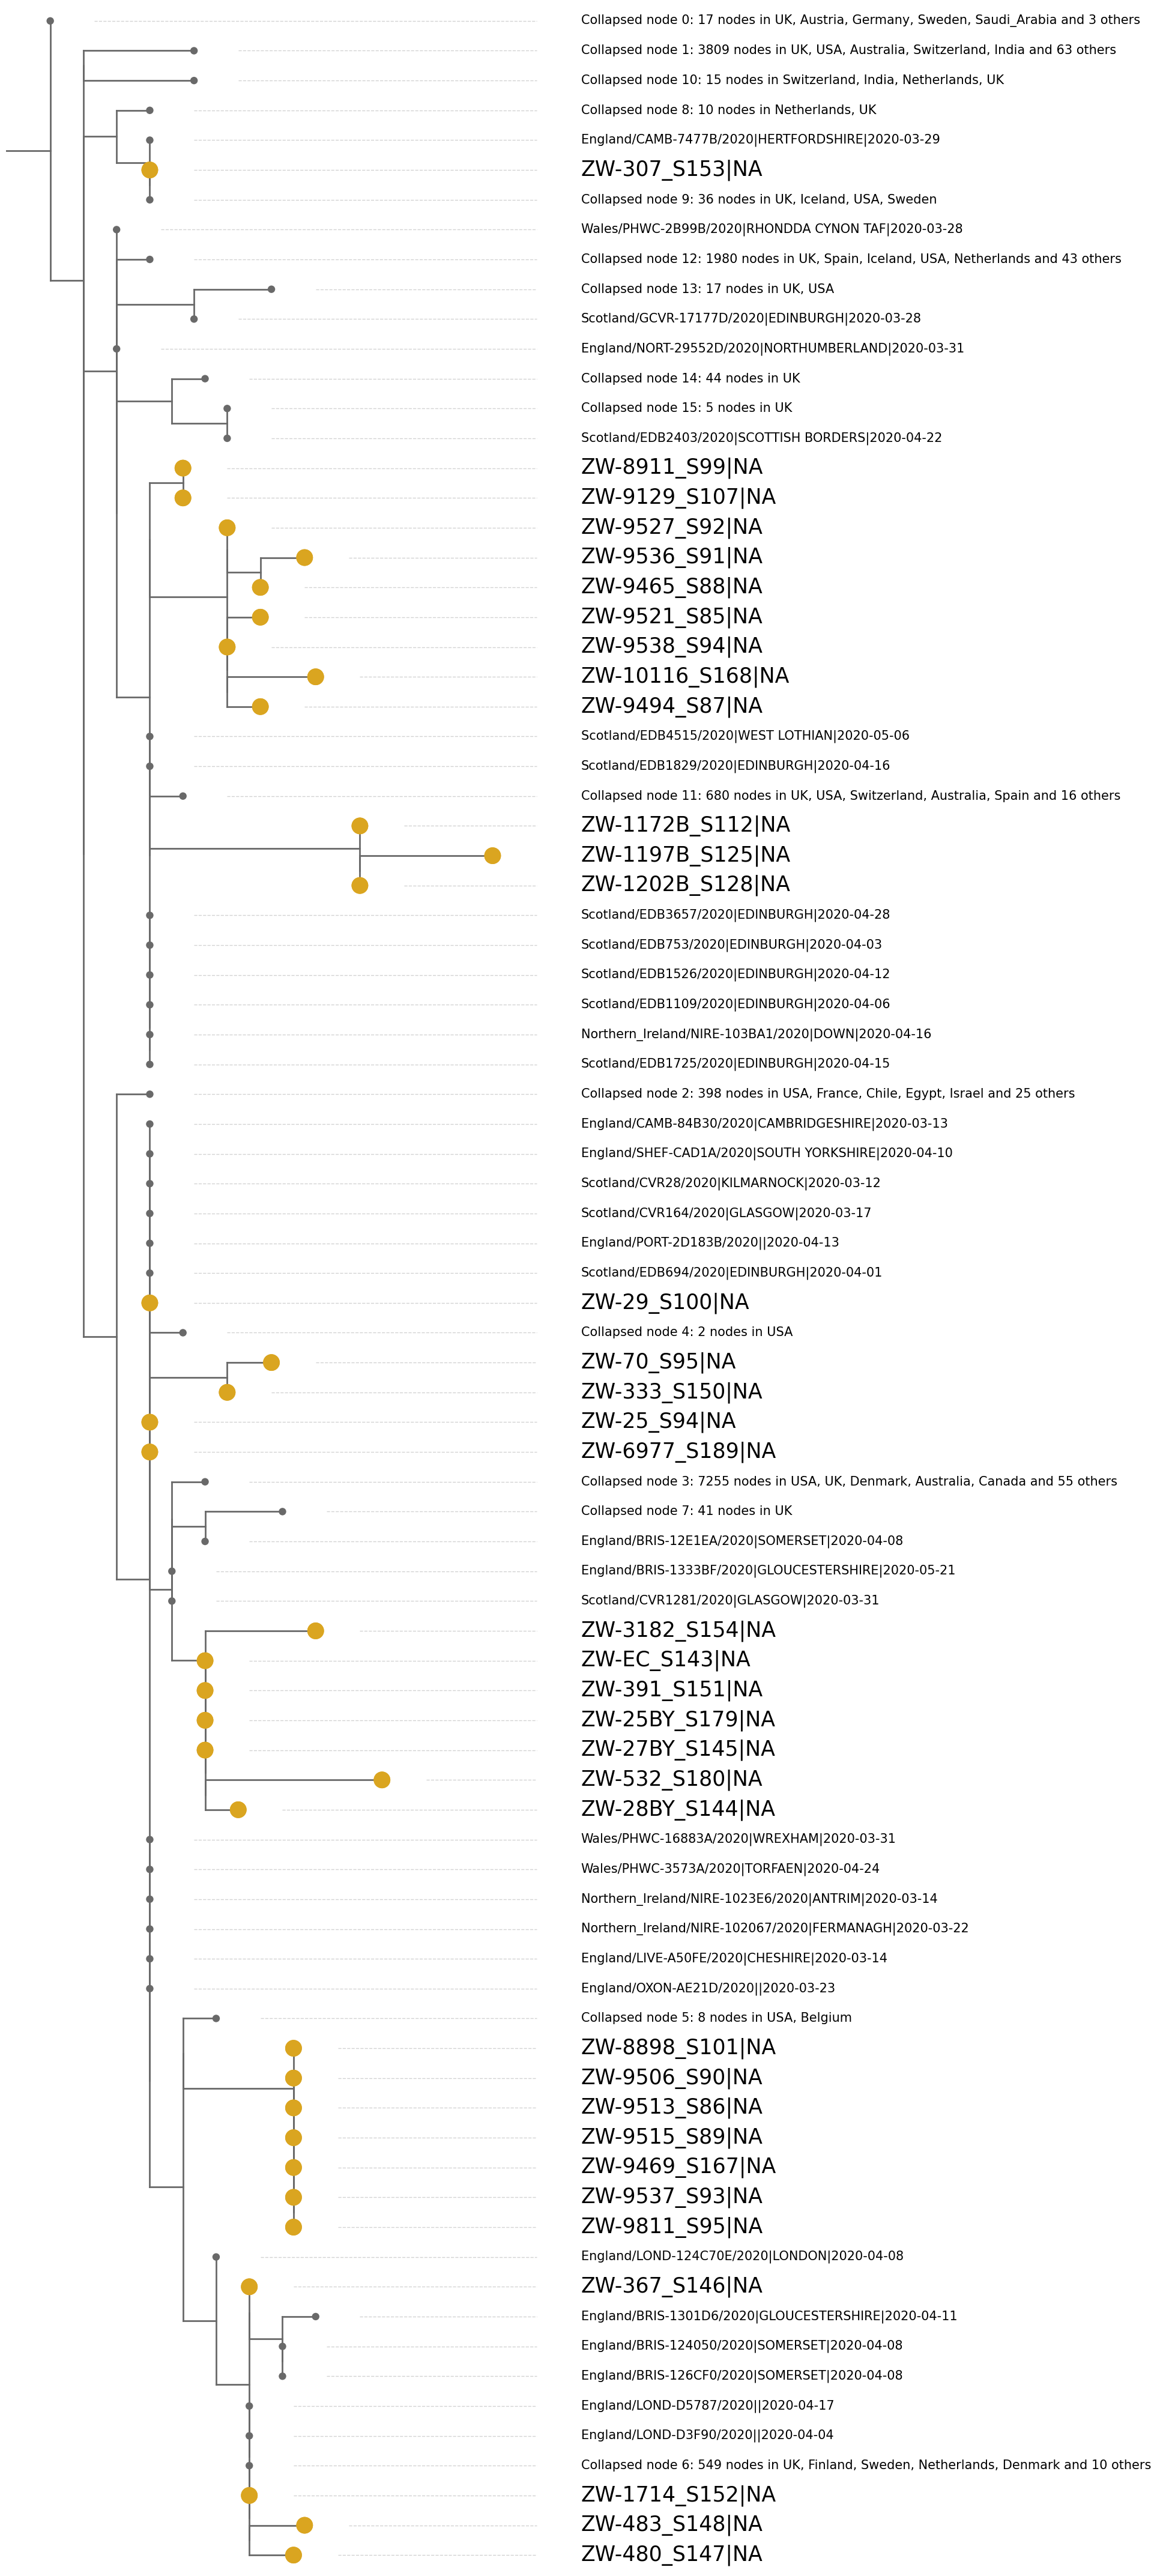 Collapsed node 0: 17 nodes in UK, Austria, Germany, Sweden, Saudi_Arabia and 3 others
Collapsed node 1: 3809 nodes in UK, USA, Australia, Switzerland, India and 63 others
Collapsed node 10: 15 nodes in Switzerland, India, Netherlands, UK
Collapsed node 8: 10 nodes in Netherlands, UK
England/CAMB-7477B/2020|HERTFORDSHIRE|2020-03-29
ZW-307_S153|NA
Collapsed node 9: 36 nodes in UK, Iceland, USA, Sweden
Wales/PHWC-2B99B/2020|RHONDDA CYNON TAF|2020-03-28
Collapsed node 12: 1980 nodes in UK, Spain, Iceland, USA, Netherlands and 43 others
Collapsed node 13: 17 nodes in UK, USA
Scotland/GCVR-17177D/2020|EDINBURGH|2020-03-28
England/NORT-29552D/2020|NORTHUMBERLAND|2020-03-31
Collapsed node 14: 44 nodes in UK
Collapsed node 15: 5 nodes in UK
Scotland/EDB2403/2020|SCOTTISH BORDERS|2020-04-22
ZW-8911_S99|NA
ZW-9129_S107|NA
ZW-9527_S92|NA
ZW-9536_S91|NA
ZW-9465_S88|NA
ZW-9521_S85|NA
ZW-9538_S94|NA
ZW-10116_S168|NA
ZW-9494_S87|NA
Scotland/EDB4515/2020|WEST LOTHIAN|2020-05-06
Scotland/EDB1829/2020|EDINBURGH|2020-04-16
Collapsed node 11: 680 nodes in UK, USA, Switzerland, Australia, Spain and 16 others
ZW-1172B_S112|NA
ZW-1197B_S125|NA
ZW-1202B_S128|NA
Scotland/EDB3657/2020|EDINBURGH|2020-04-28
Scotland/EDB753/2020|EDINBURGH|2020-04-03
Scotland/EDB1526/2020|EDINBURGH|2020-04-12
Scotland/EDB1109/2020|EDINBURGH|2020-04-06
Northern_Ireland/NIRE-103BA1/2020|DOWN|2020-04-16
Scotland/EDB1725/2020|EDINBURGH|2020-04-15
Collapsed node 2: 398 nodes in USA, France, Chile, Egypt, Israel and 25 others
England/CAMB-84B30/2020|CAMBRIDGESHIRE|2020-03-13
England/SHEF-CAD1A/2020|SOUTH YORKSHIRE|2020-04-10
Scotland/CVR28/2020|KILMARNOCK|2020-03-12
Scotland/CVR164/2020|GLASGOW|2020-03-17
England/PORT-2D183B/2020||2020-04-13
Scotland/EDB694/2020|EDINBURGH|2020-04-01
ZW-29_S100|NA
Collapsed node 4: 2 nodes in USA
ZW-70_S95|NA
ZW-333_S150|NA
ZW-25_S94|NA
ZW-6977_S189|NA
Collapsed node 3: 7255 nodes in USA, UK, Denmark, Australia, Canada and 55 others
Collapsed node 7: 41 nodes in UK
England/BRIS-12E1EA/2020|SOMERSET|2020-04-08
England/BRIS-1333BF/2020|GLOUCESTERSHIRE|2020-05-21
Scotland/CVR1281/2020|GLASGOW|2020-03-31
ZW-3182_S154|NA
ZW-EC_S143|NA
ZW-391_S151|NA
ZW-25BY_S179|NA
ZW-27BY_S145|NA
ZW-532_S180|NA
ZW-28BY_S144|NA
Wales/PHWC-16883A/2020|WREXHAM|2020-03-31
Wales/PHWC-3573A/2020|TORFAEN|2020-04-24
Northern_Ireland/NIRE-1023E6/2020|ANTRIM|2020-03-14
Northern_Ireland/NIRE-102067/2020|FERMANAGH|2020-03-22
England/LIVE-A50FE/2020|CHESHIRE|2020-03-14
England/OXON-AE21D/2020||2020-03-23
Collapsed node 5: 8 nodes in USA, Belgium
ZW-8898_S101|NA
ZW-9506_S90|NA
ZW-9513_S86|NA
ZW-9515_S89|NA
ZW-9469_S167|NA
ZW-9537_S93|NA
ZW-9811_S95|NA
England/LOND-124C70E/2020|LONDON|2020-04-08
ZW-367_S146|NA
England/BRIS-1301D6/2020|GLOUCESTERSHIRE|2020-04-11
England/BRIS-124050/2020|SOMERSET|2020-04-08
England/BRIS-126CF0/2020|SOMERSET|2020-04-08
England/LOND-D5787/2020||2020-04-17
England/LOND-D3F90/2020||2020-04-04
Collapsed node 6: 549 nodes in UK, Finland, Sweden, Netherlands, Denmark and 10 others
ZW-1714_S152|NA
ZW-483_S148|NA
ZW-480_S147|NA